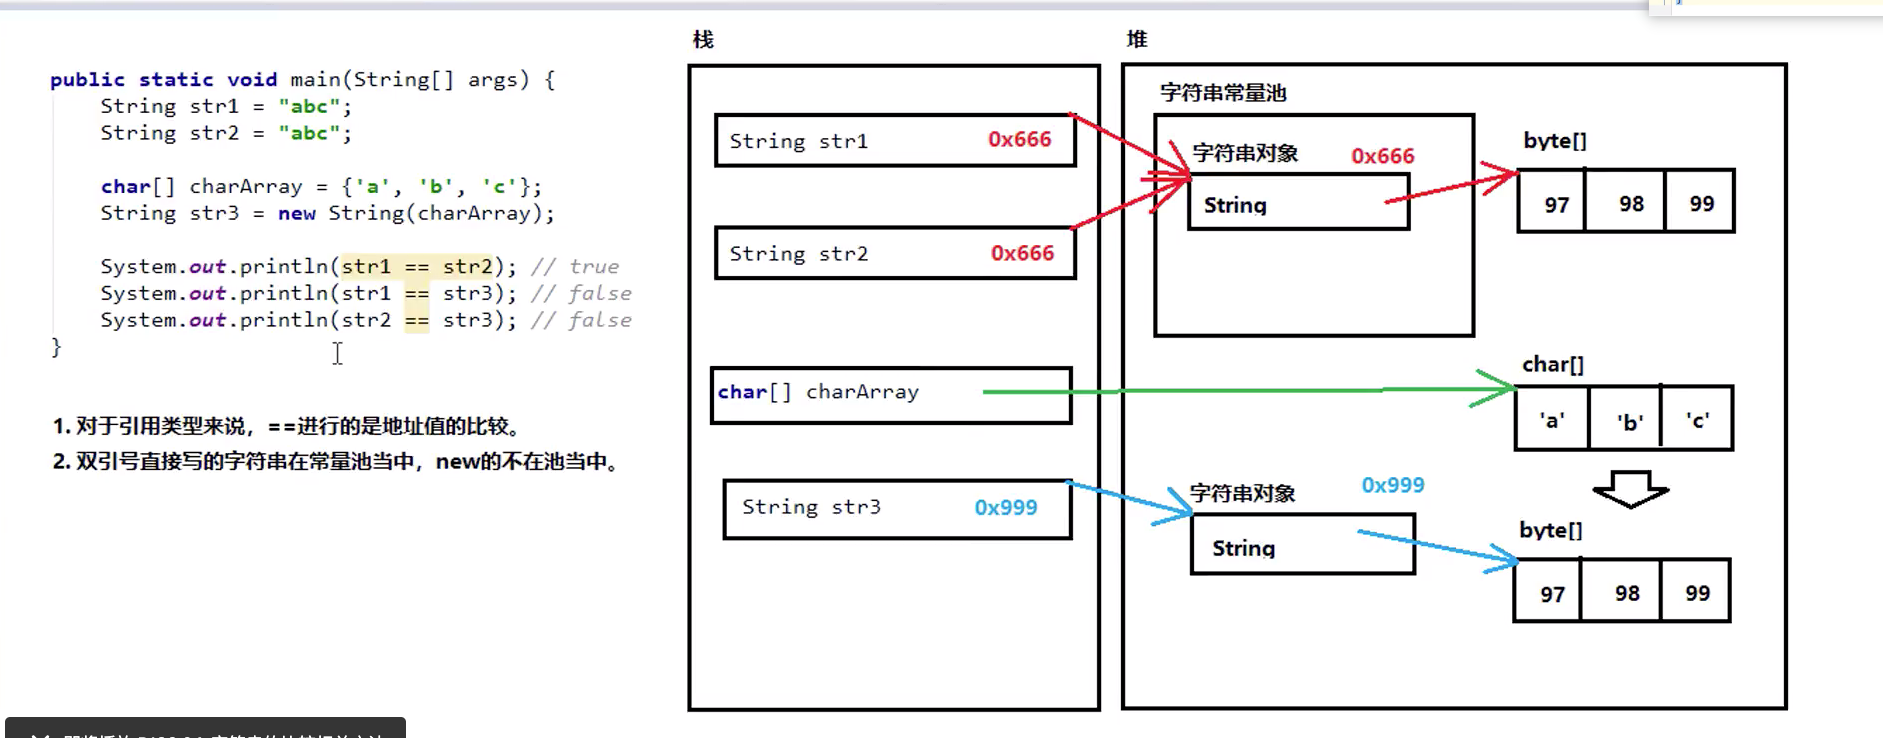 public static void main(String[] args) {
String str1 = "abc";
String str2 = "abc";
char[] charArray = {'a', 'b', 'c'};
String str3 = new String(charArray);
System.out.println(str1 == str2); // true
System.out.println(str1 == str3); // false
System.out.println(str2 == str3); // false
}
1. 对于引用类型来说，==进行的是地址值的比较。
2. 双引号直接写的字符串在常量池当中，new的不在池当中。
栈
String str1 0x666
String str2 0x666
char[] charArray
String str3 0x999
堆
字符串常量池
字符串对象 0x666
String
byte[]
97 98 99
char[]
'a' 'b' 'c'
字符串对象 0x999
String
byte[]
97 98 99